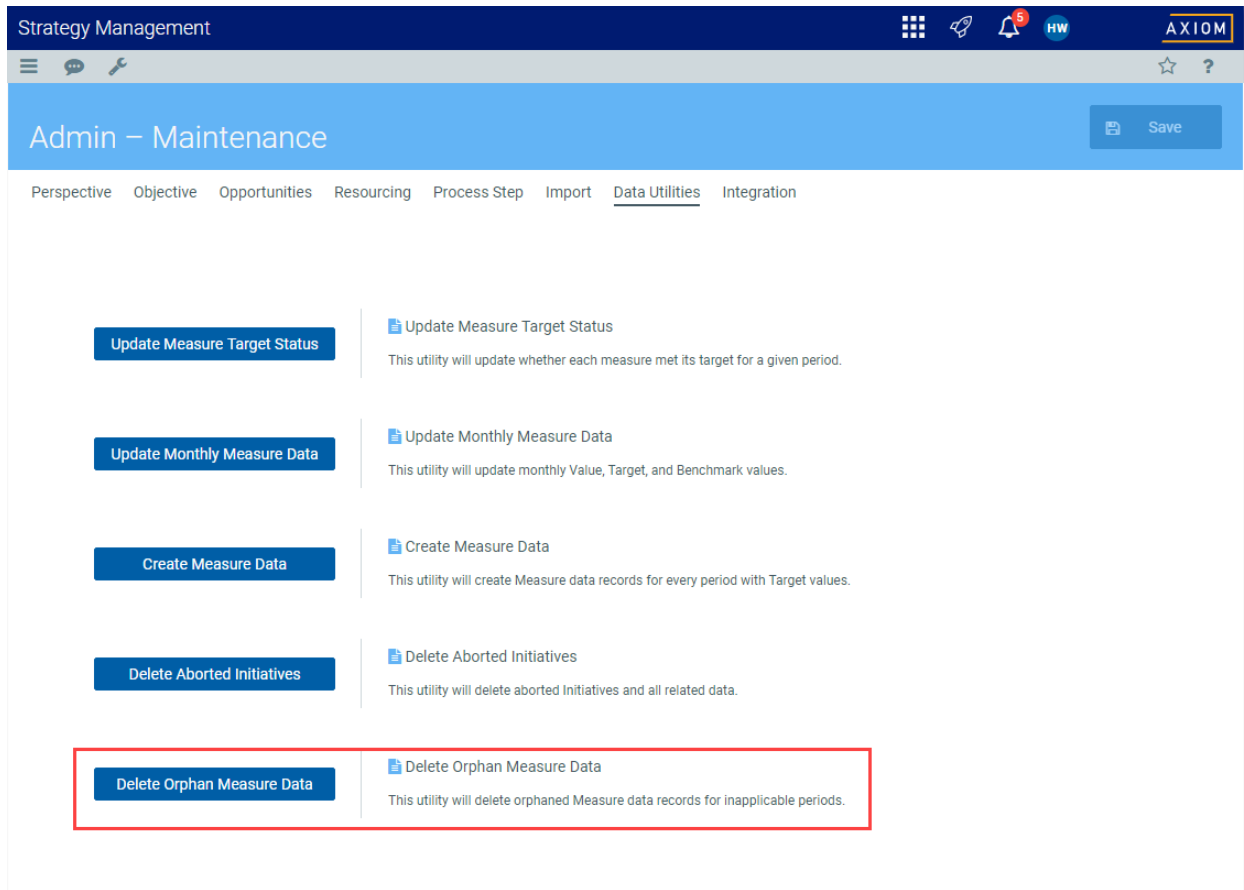 Strategy Management
5
HW
AXIOM
?
Admin – Maintenance
Save
Perspective Objective Opportunities Resourcing Process Step Import Data Utilities Integration
Update Measure Target Status
Update Measure Target Status
This utility will update whether each measure met its target for a given period.
Update Monthly Measure Data
Update Monthly Measure Data
This utility will update monthly Value, Target, and Benchmark values.
Create Measure Data
Create Measure Data
This utility will create Measure data records for every period with Target values.
Delete Aborted Initiatives
Delete Aborted Initiatives
This utility will delete aborted Initiatives and all related data.
Delete Orphan Measure Data
Delete Orphan Measure Data
This utility will delete orphaned Measure data records for inapplicable periods.